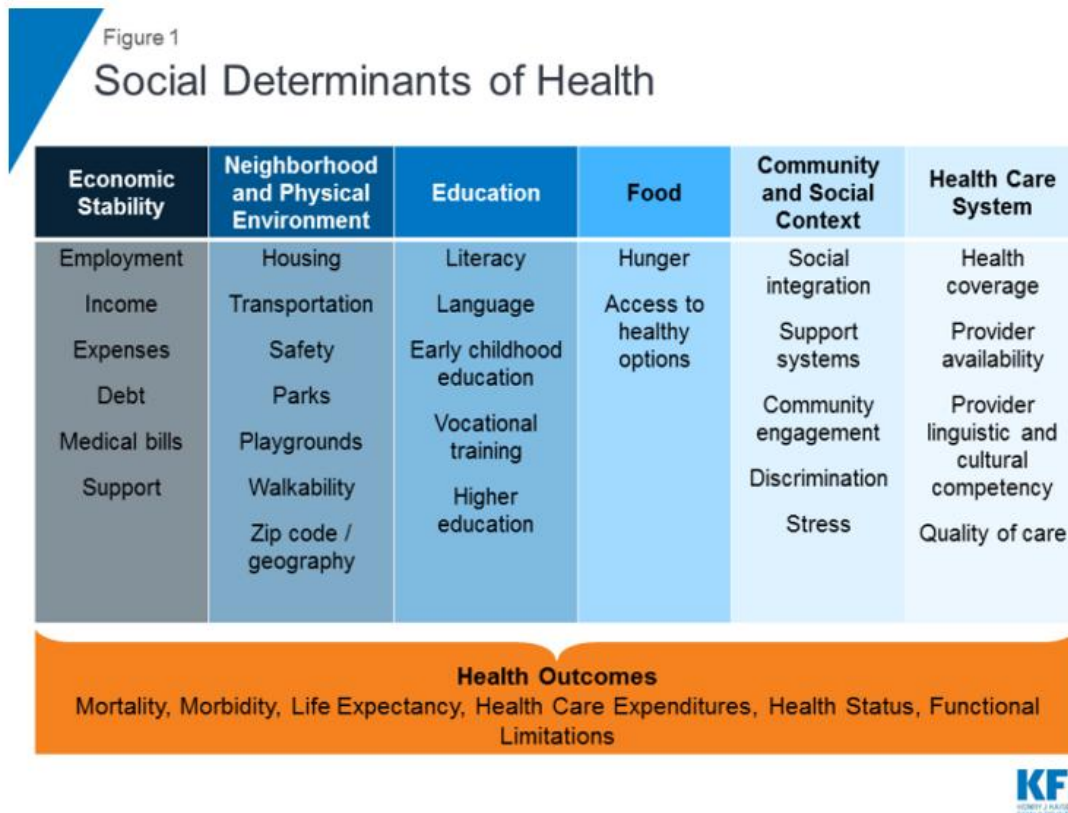 Figure 1
Social Determinants of Health
Economic
Stability
Neighborhood
and Physical
Environment
Education
Food
Community
and Social
Context
Health Care
System
Employment
Income
Expenses
Debt
Medical bills
Support
Housing
Transportation
Safety
Parks
Playgrounds
Walkability
Zip code /
geography
Literacy
Language
Early childhood
education
Vocational
training
Higher
education
Hunger
Access to
healthy
options
Social
integration
Support
systems
Community
engagement
Discrimination
Stress
Health
coverage
Provider
availability
Provider
linguistic and
cultural
competency
Quality of care
Health Outcomes
Mortality, Morbidity, Life Expectancy, Health Care Expenditures, Health Status, Functional
Limitations
KF